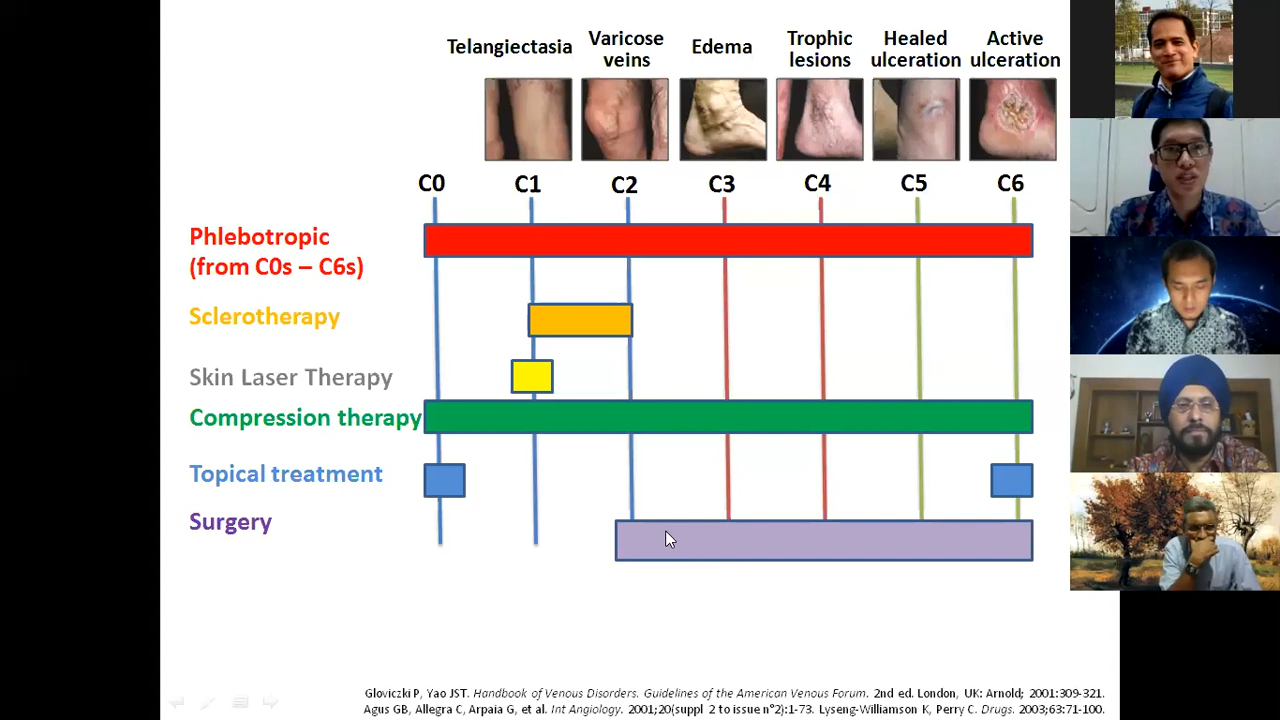 Telangiectasia
Varicose
veins
Edema
Trophic
lesions
Healed
ulceration
Active
ulceration
C0 C1 C2 C3 C4 C5 C6
Phlebotropic
(from C0s – C6s)
Sclerotherapy
Skin Laser Therapy
Compression therapy
Topical treatment
Surgery
Gloviczki P, Yao JST. Handbook of Venous Disorders. Guidelines of the American Venous Forum. 2nd ed. London, UK: Arnold; 2001:309-321.
Agus GB, Allegra C, Arpaia G, et al. Int Angiology. 2001;20(suppl 2 to issue n°2):1-73. Lyseng-Williamson K, Perry C. Drugs. 2003;63:71-100.